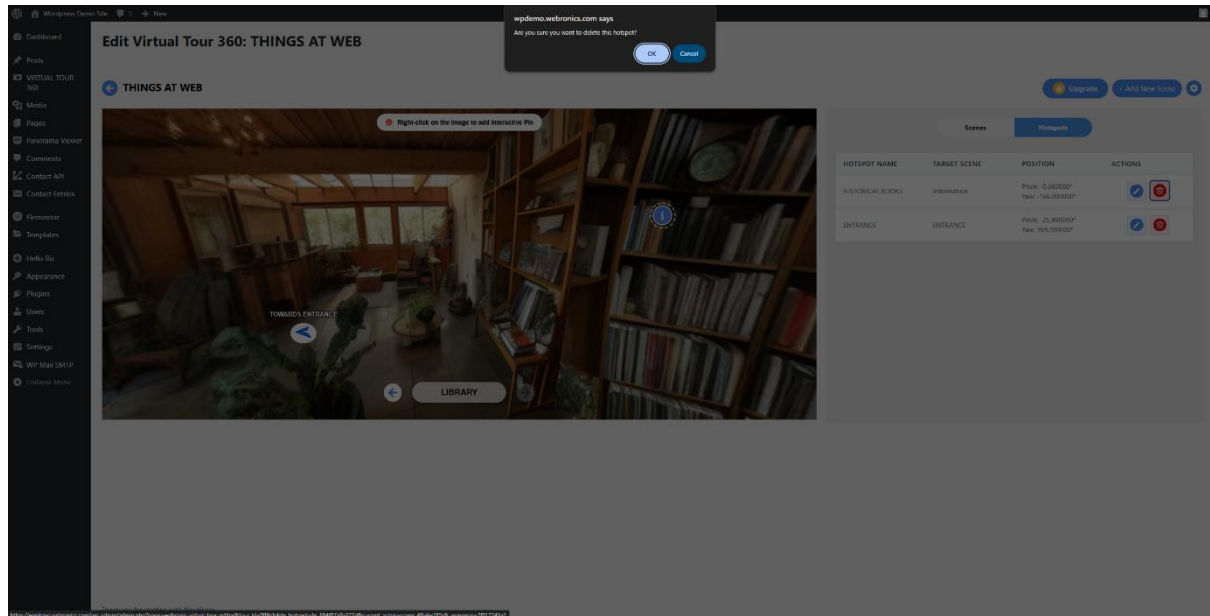 Wordpress Demo Site
New
wpdemo.webronics.com says
Are you sure you want to delete this hotspot?
OK
Cancel
Dashboard
Posts
VIRTUAL TOUR
360
Media
Pages
Panorama Viewer
Comments
Contact API
Contact Entries
Elementor
Templates
Hello Biz
Appearance
Plugins
Users
Tools
Settings
WP Mail SMTP
Collapse Menu
Edit Virtual Tour 360: THINGS AT WEB
THINGS AT WEB
Upgrade
+ Add New Scene
Right-click on the image to add Interactive Pin
TOWARDS ENTRANCE
LIBRARY
Scenes
Hotspots
HOTSPOT NAME TARGET SCENE POSITION ACTIONS
HISTORICAL BOOKS Information Pitch:
Yaw:
ENTRANCE ENTRANCE Pitch:
Yaw: